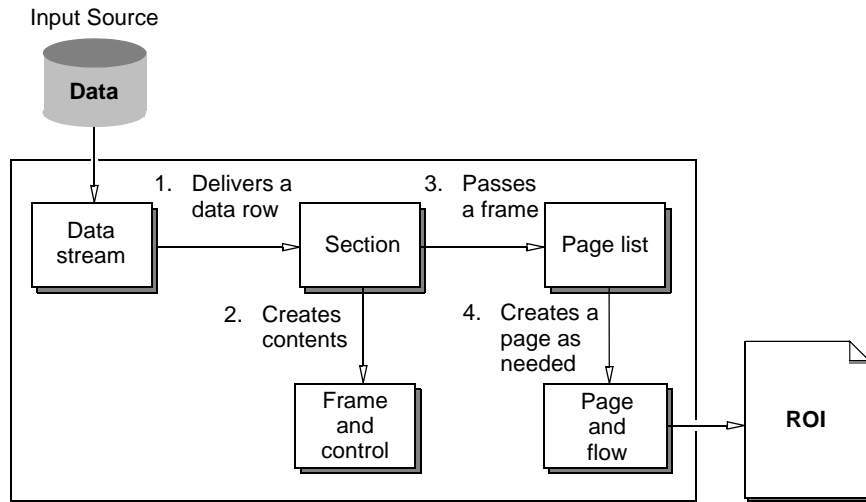 Input Source
Data
1. Delivers a
data row
3. Passes
a frame
Data
stream
Section
Page list
2. Creates
contents
4. Creates a
page as
needed
Frame
and
control
Page
and
flow
ROI